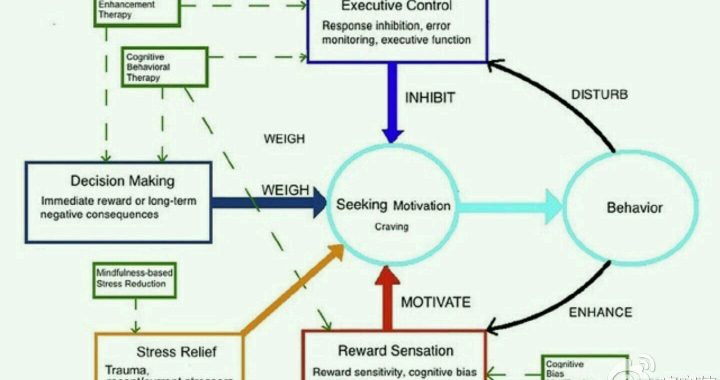 Enhancement
Therapy
Executive Control
Response inhibition, error
monitoring, executive function
Cognitive
Behavioral
Therapy
INHIBIT
DISTURB
WEIGH
Decision Making
Immediate reward or long-term
negative consequences
WEIGH
Seeking Motivation
Craving
Behavior
Mindfulness-based
Stress Reduction
MOTIVATE
ENHANCE
Stress Relief
Trauma,
Reward Sensation
Reward sensitivity, cognitive bias
Cognitive
Bias